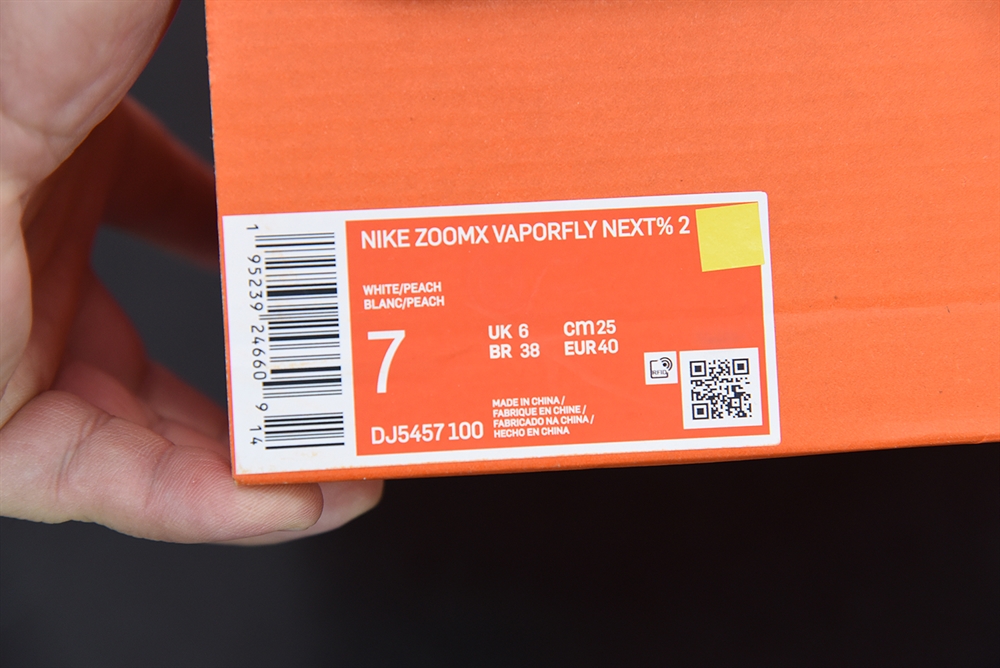 NIKE ZOOMX VAPORFLY NEXT% 2
WHITE/PEACH
BLANC/PEACH
7
UK 6 cm 25
BR 38 EUR 40
RFID
MADE IN CHINA /
FABRIQUE EN CHINE /
FABRICADO NA CHINA /
HECHO EN CHINA
DJ5457 100
1 95239 24660 9 14